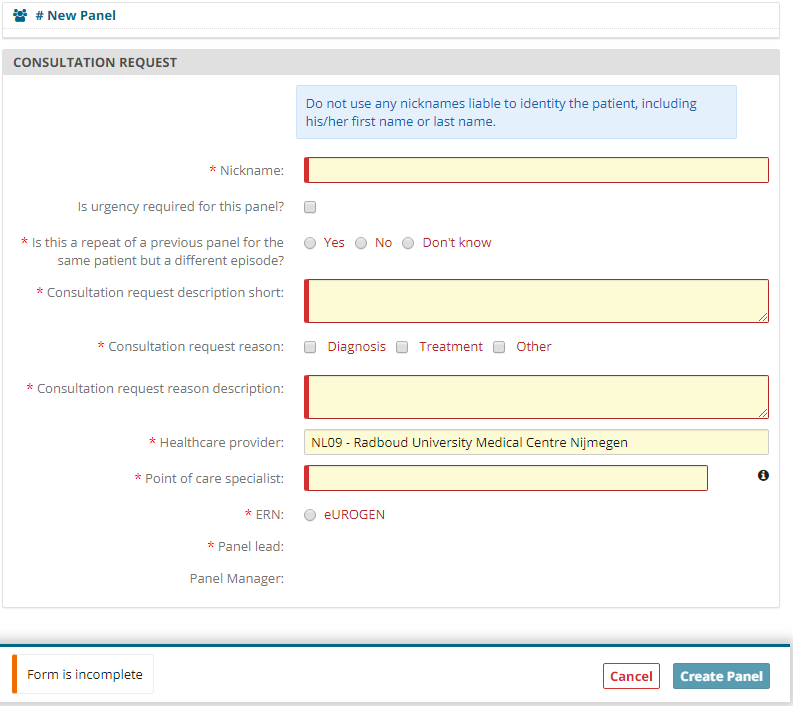 # New Panel
CONSULTATION REQUEST
Do not use any nicknames liable to identity the patient, including
his/her first name or last name.
* Nickname:
Is urgency required for this panel?
* Is this a repeat of a previous panel for the
same patient but a different episode?
Yes No Don't know
* Consultation request description short:
* Consultation request reason: Diagnosis Treatment Other
* Consultation request reason description:
* Healthcare provider: NL09 - Radboud University Medical Centre Nijmegen
* Point of care specialist:
* ERN: eUROGEN
* Panel lead:
Panel Manager:
Form is incomplete
Cancel Create Panel